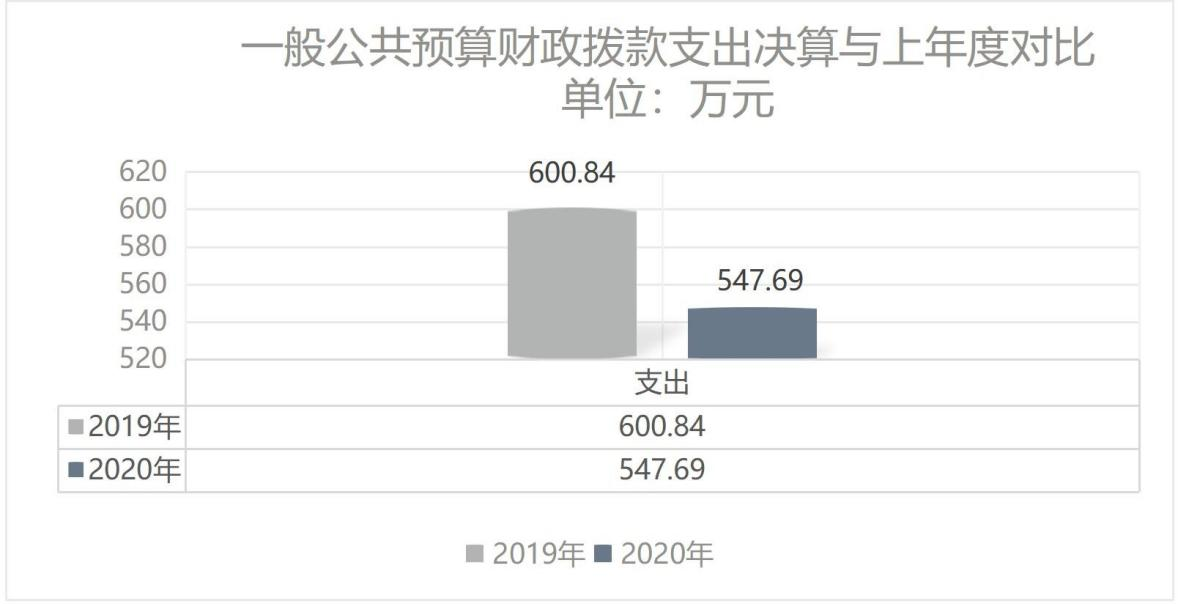 一般公共预算财政拨款支出决算与上年度对比
单位：万元
620
600
580
560
540
520
600.84
547.69
支出
2019年 600.84
2020年 547.69
2019年 2020年